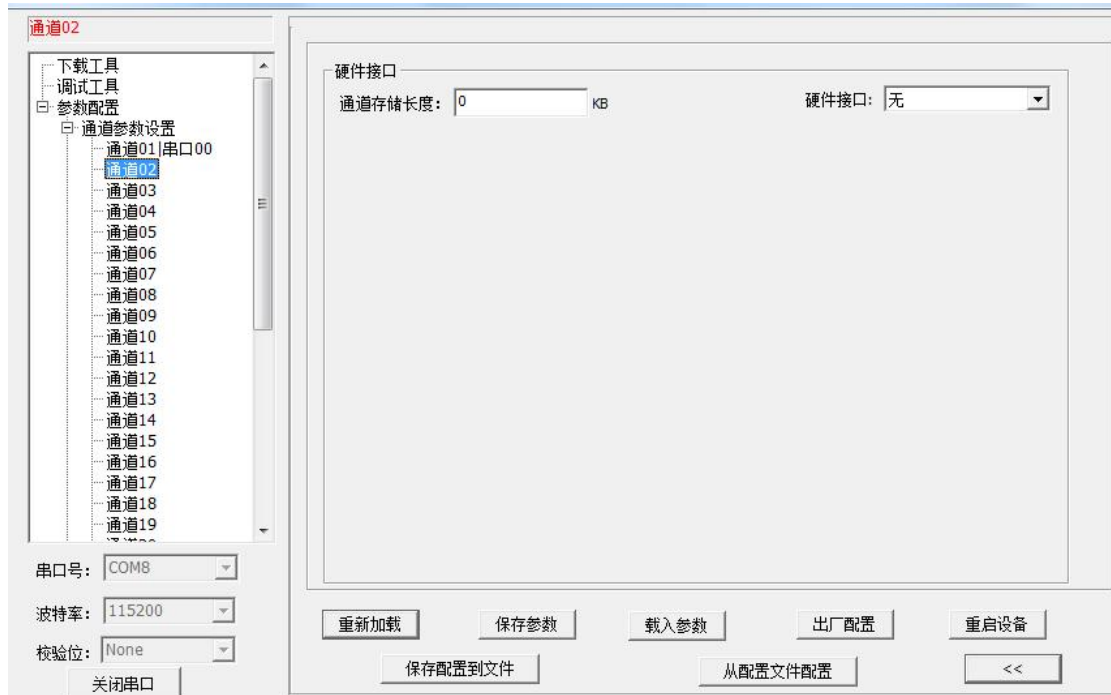 通道02
下载工具
调试工具
参数配置
通道参数设置
通道01|串口00
通道02
通道03
通道04
通道05
通道06
通道07
通道08
通道09
通道10
通道11
通道12
通道13
通道14
通道15
通道16
通道17
通道18
通道19
串口号： COM8
波特率： 115200
校验位： None
关闭串口
硬件接口
通道存储长度： 0 KB 硬件接口: 无
重新加载 保存参数 载入参数 出厂配置 重启设备
保存配置到文件 从配置文件配置 <<